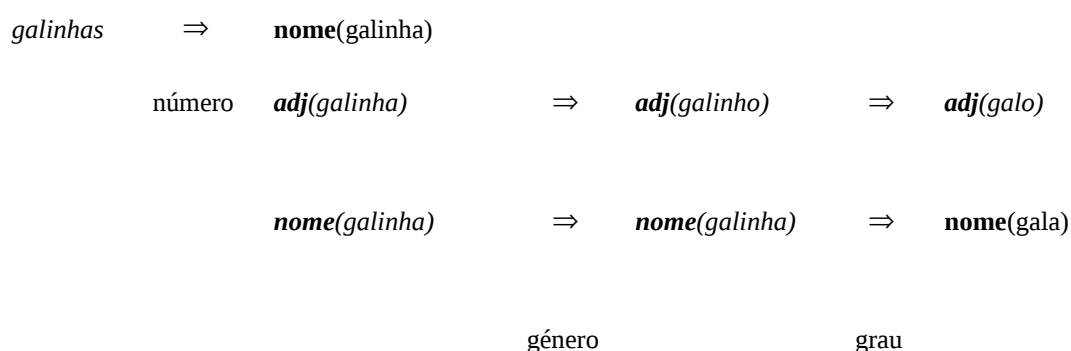 galinhas ⇒ nome(galinha)
número adj(galinha) ⇒ adj(galinho) ⇒ adj(galo)
nome(galinha) ⇒ nome(galinha) ⇒ nome(gala)
género grau